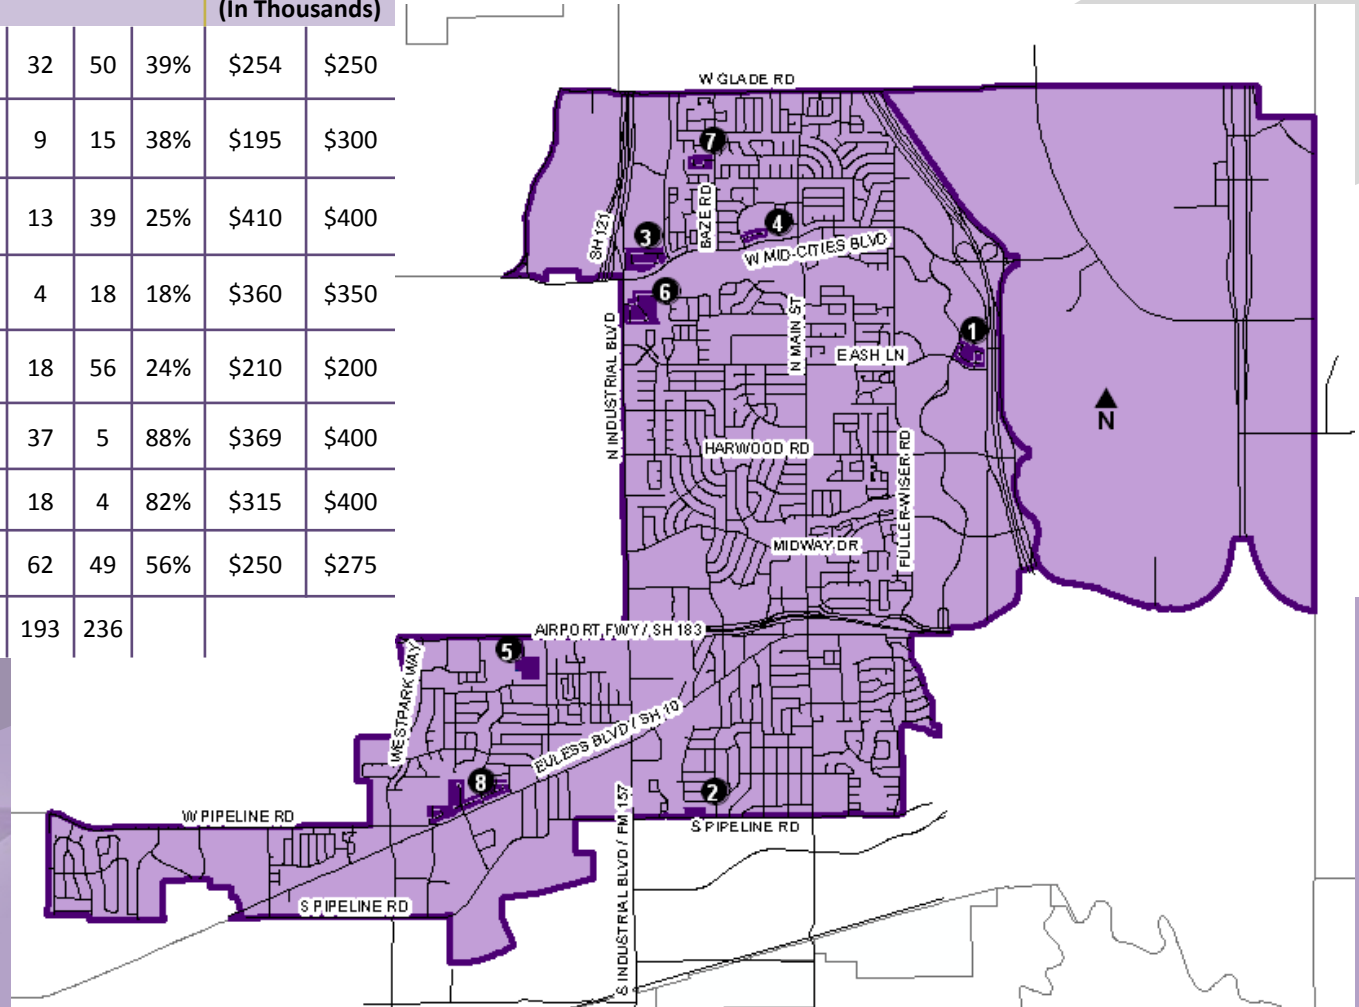 (In Thousands)
32 50 39% $254 $250
9 15 38% $195 $300
13 39 25% $410 $400
4 18 18% $360 $350
18 56 24% $210 $200
37 5 88% $369 $400
18 4 82% $315 $400
62 49 56% $250 $275
193 236
W GLADE RD
7
BAZE RD
SH 121
3
4
W MID-CITIES BLVD
6
N INDUSTRIAL BLVD
N MAIN ST
1
E ASH LN
N
HARWOOD RD
FULLER-WISER RD
MIDWAY DR
AIRPORT FWY / SH 183
5
WESTPARK WAY
EULESS BLVD / SH 10
8
2
W PIPELINE RD
S PIPELINE RD
S INDUSTRIAL BLVD / FM 157
S PIPELINE RD